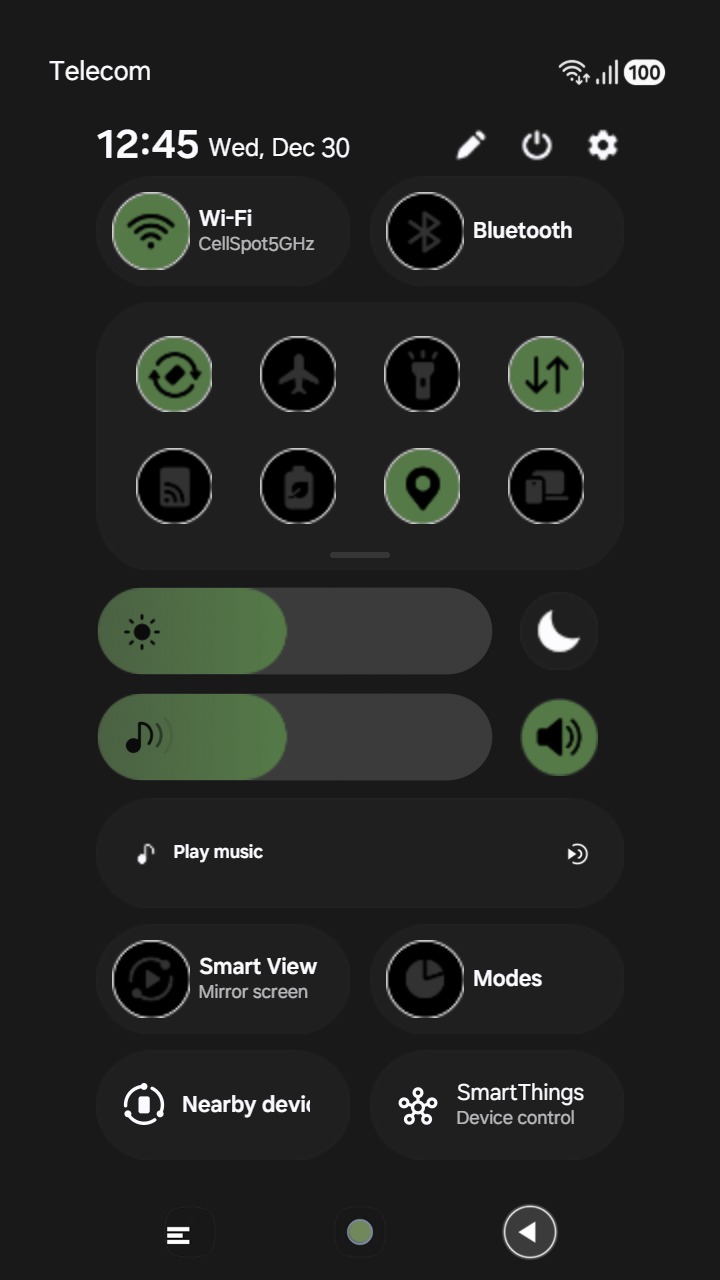 Telecom
100
12:45 Wed, Dec 30
Wi-Fi
CellSpot5GHz
Bluetooth
Play music
Smart View
Mirror screen
Modes
Nearby devic
SmartThings
Device control